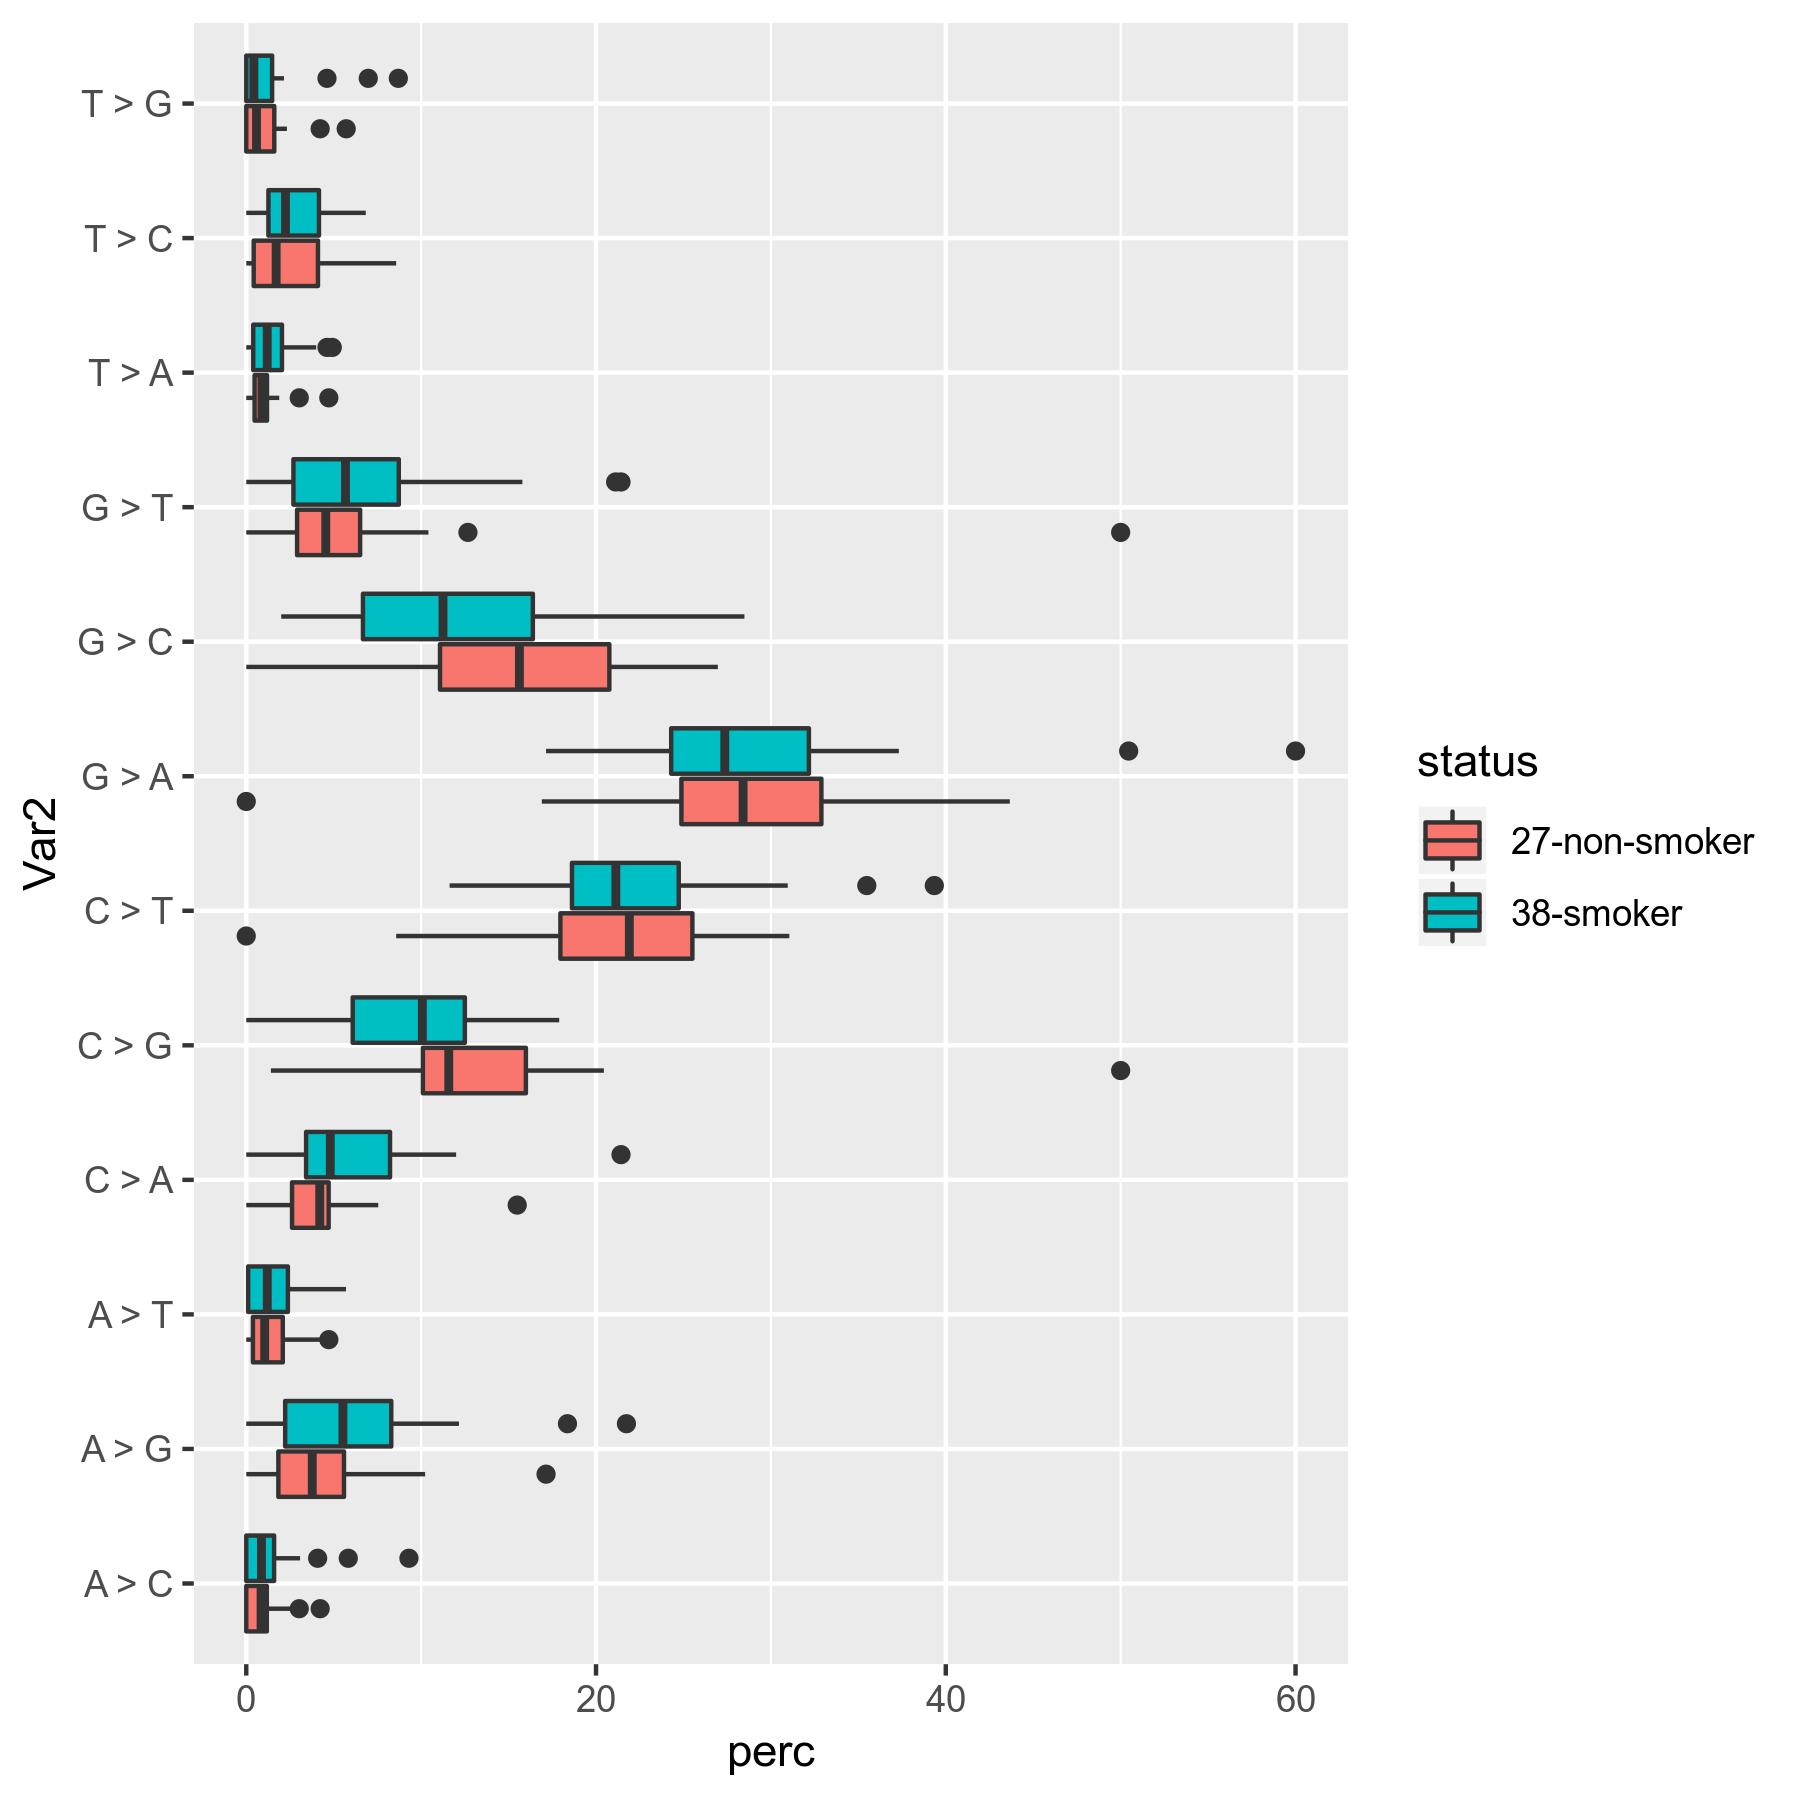 T > G
T > C
T > A
G > T
G > C
G > A
C > T
C > G
C > A
A > T
A > G
A > C
Var2
0 20 40 60
perc
status
27-non-smoker
38-smoker